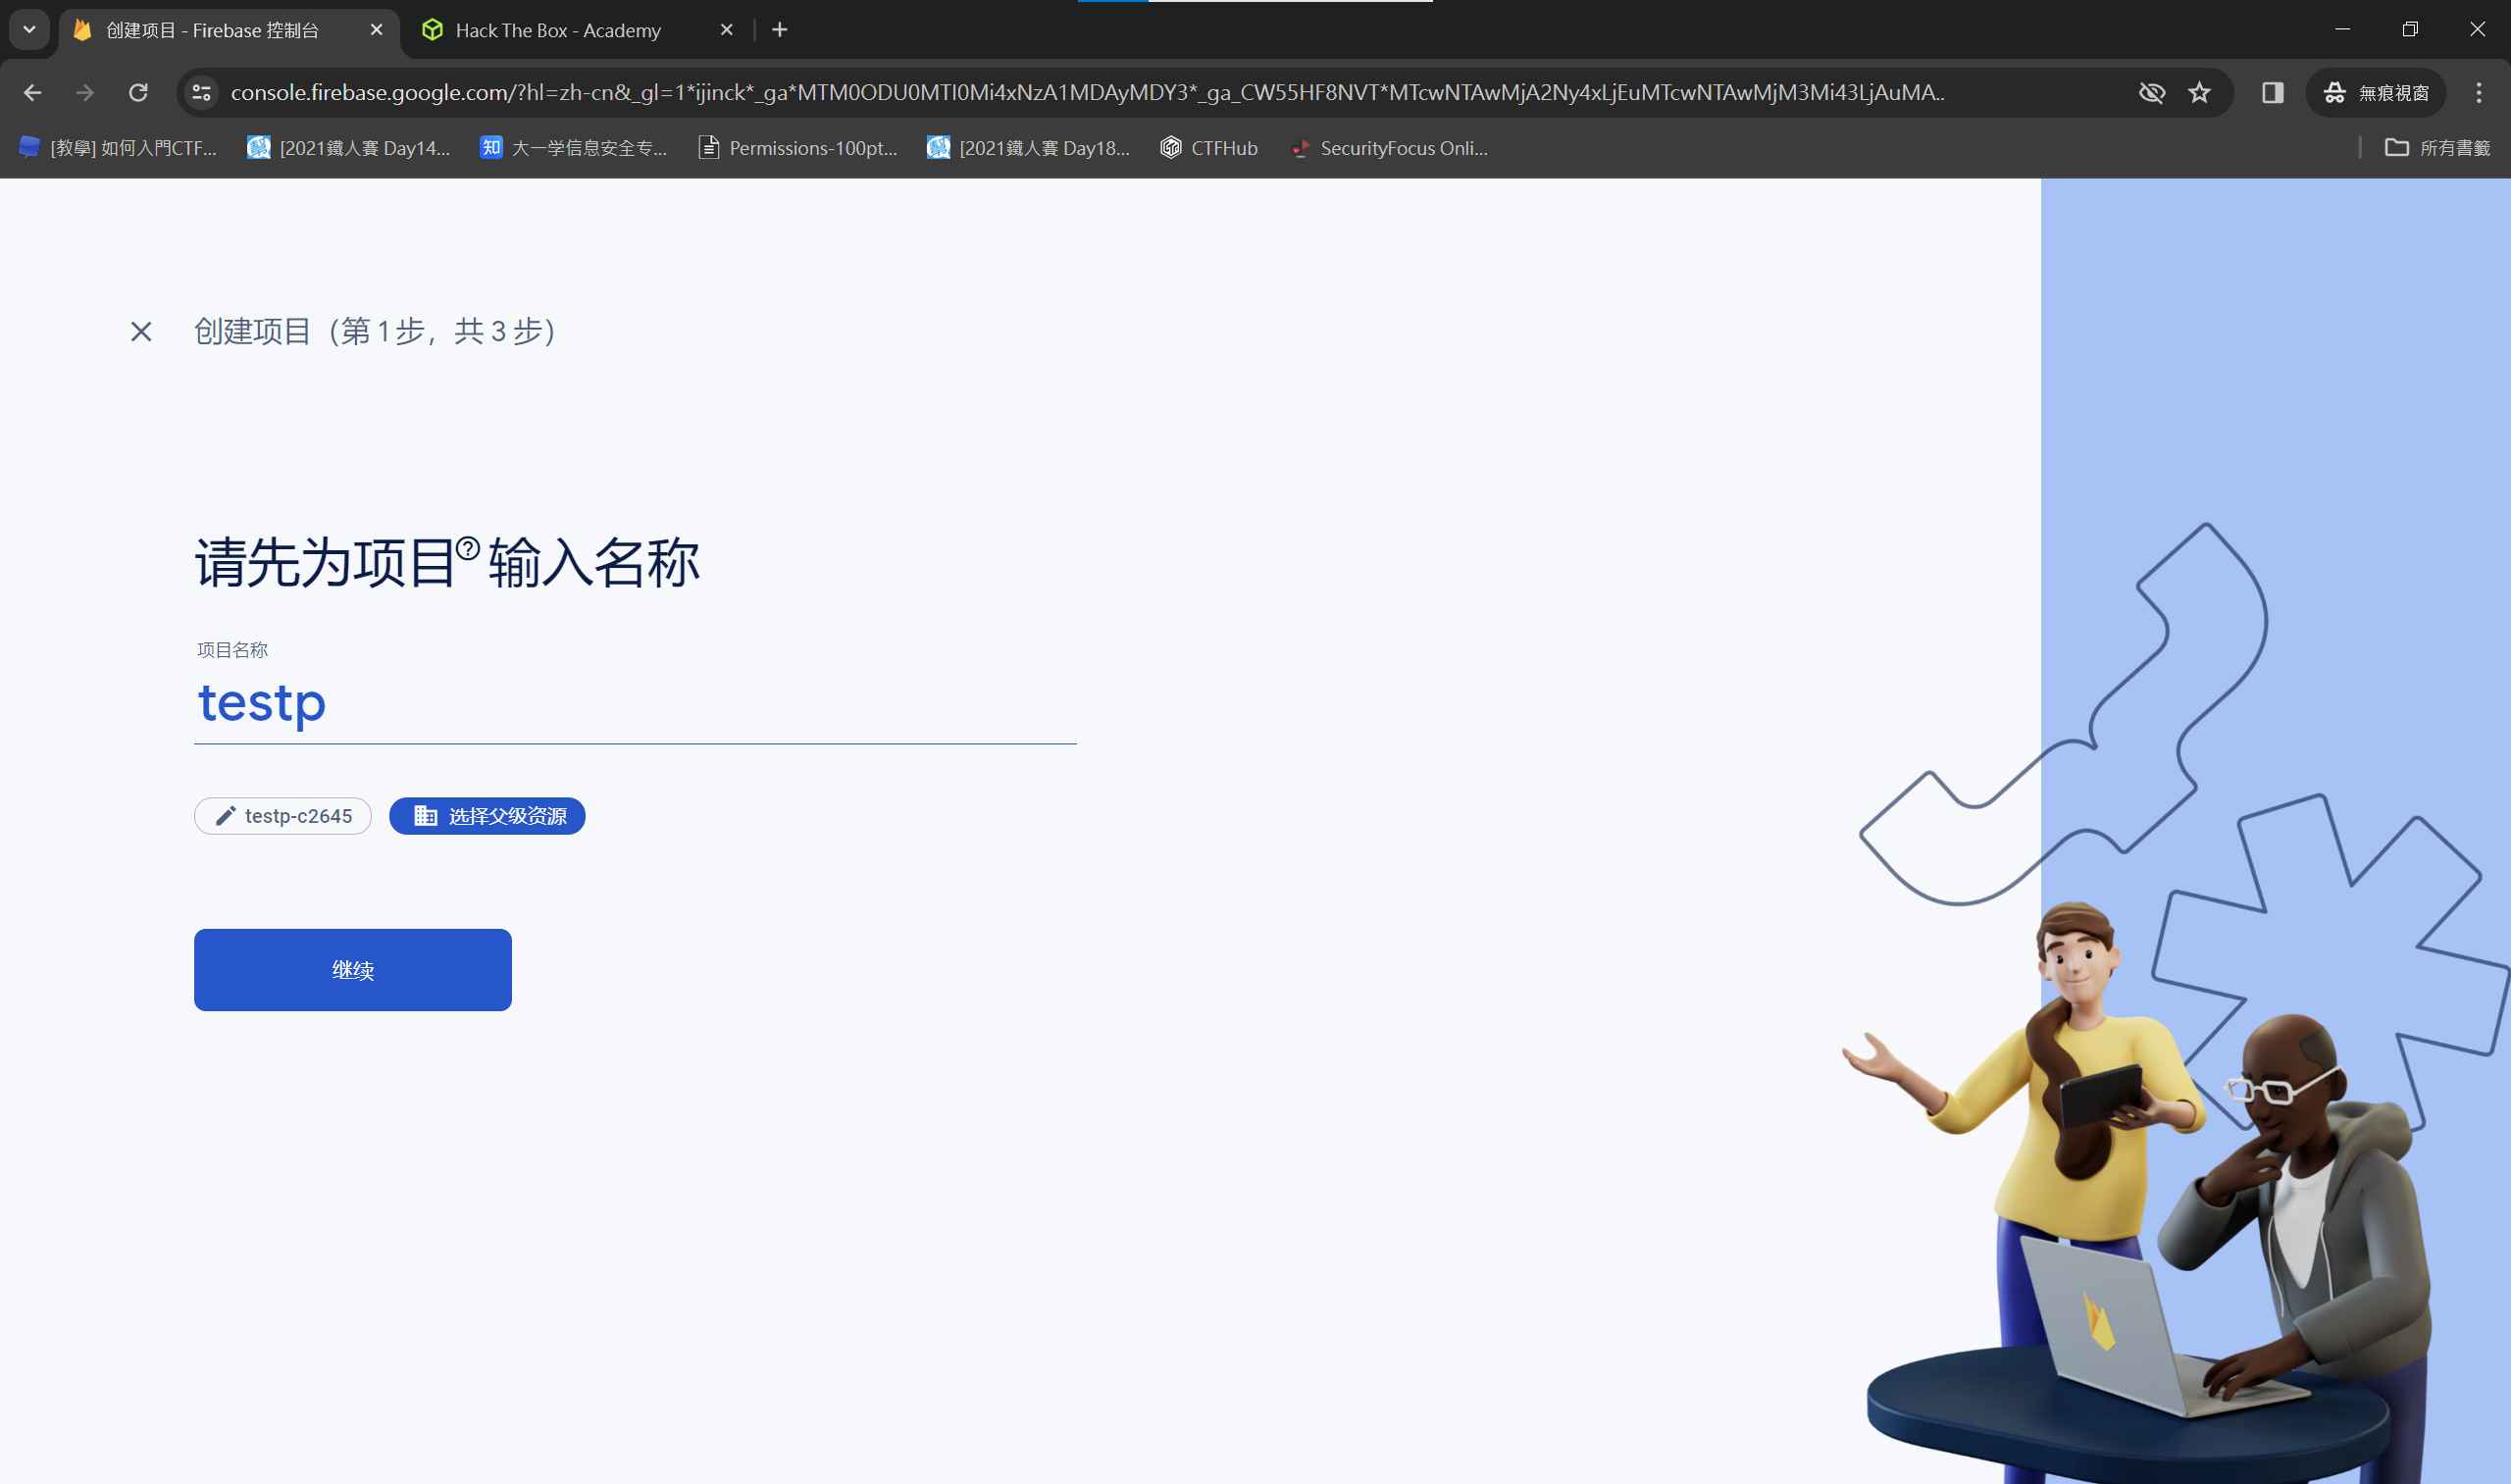 创建项目 - Firebase 控制台
Hack The Box - Academy
console.firebase.google.com/?hl=zh-cn&_gl=1*ijinck*_ga*MTM0ODU0MTI0Mi4xNzA1MDAyMDY3*_ga_CW55HF8NVT*MTcwNTAwMjA2Ny4xLjEuMTcwNTAwMjM3Mi43LjAuMA..
無痕視窗
[教學] 如何入門CTF...
[2021鐵人賽 Day14...
知 大一学信息安全专...
Permissions-100pt...
[2021鐵人賽 Day18...
CTFHub
SecurityFocus Onli...
所有書籤
创建项目（第 1 步，共 3 步）
请先为项目输入名称
项目名称
testp
testp-c2645
选择父级资源
继续